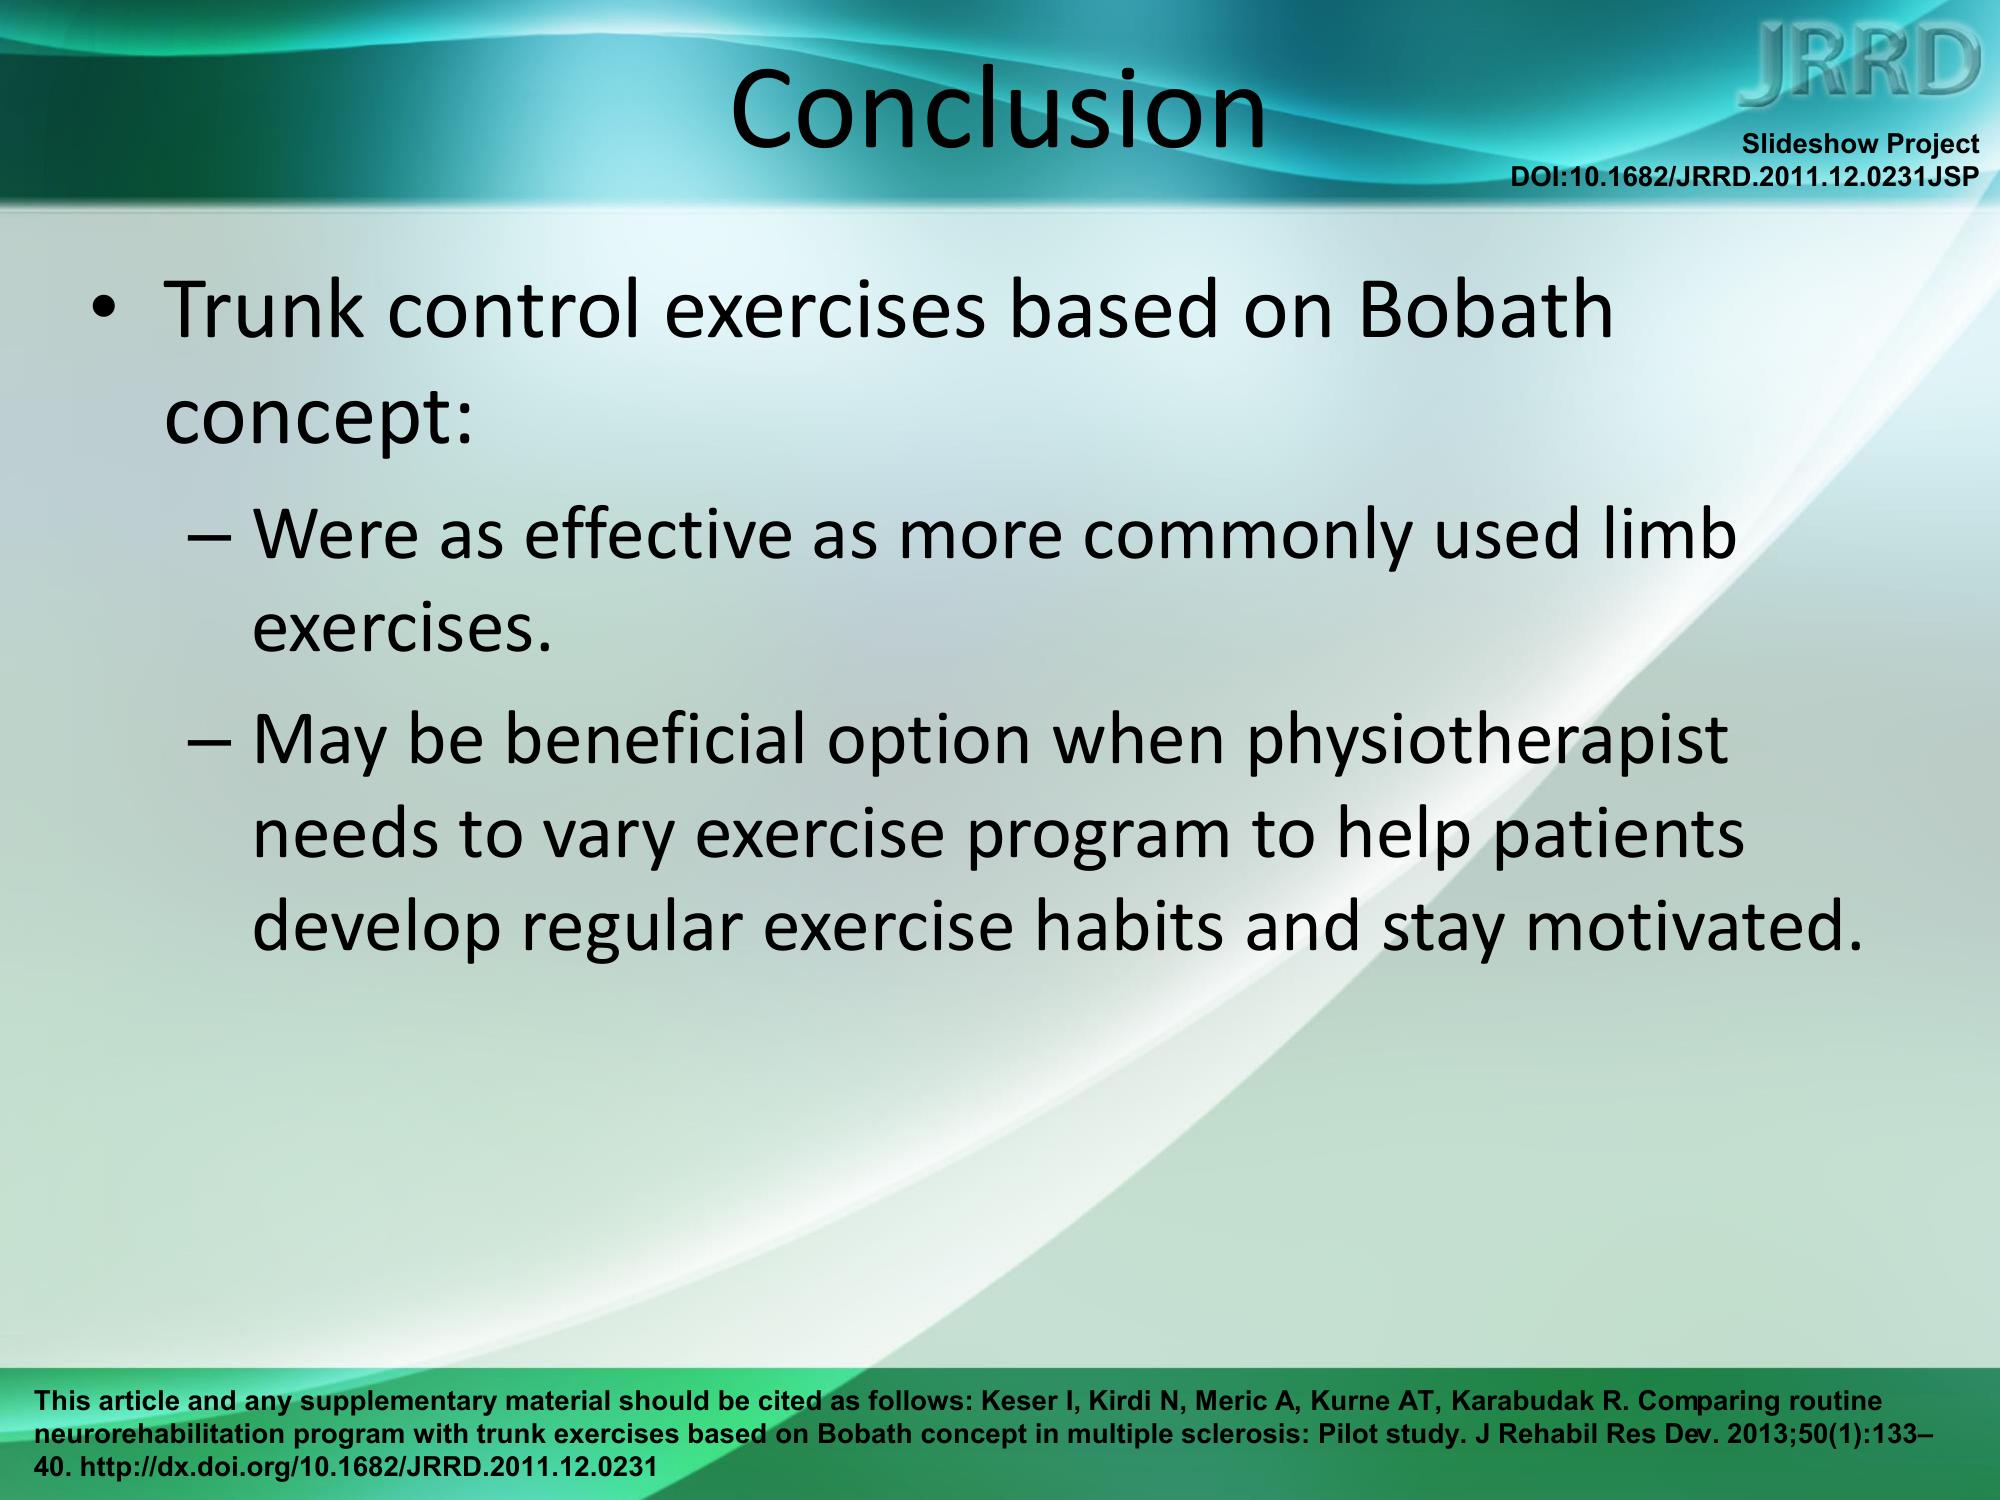 Conclusion
JRRD
Slideshow Project
DOI:10.1682/JRRD.2011.12.0231JSP
• Trunk control exercises based on Bobath
concept:
– Were as effective as more commonly used limb
exercises.
– May be beneficial option when physiotherapist
needs to vary exercise program to help patients
develop regular exercise habits and stay motivated.
This article and any supplementary material should be cited as follows: Keser I, Kirdi N, Meric A, Kurne AT, Karabudak R. Comparing routine
neurorehabilitation program with trunk exercises based on Bobath concept in multiple sclerosis: Pilot study. J Rehabil Res Dev. 2013;50(1):133–
40. http://dx.doi.org/10.1682/JRRD.2011.12.0231